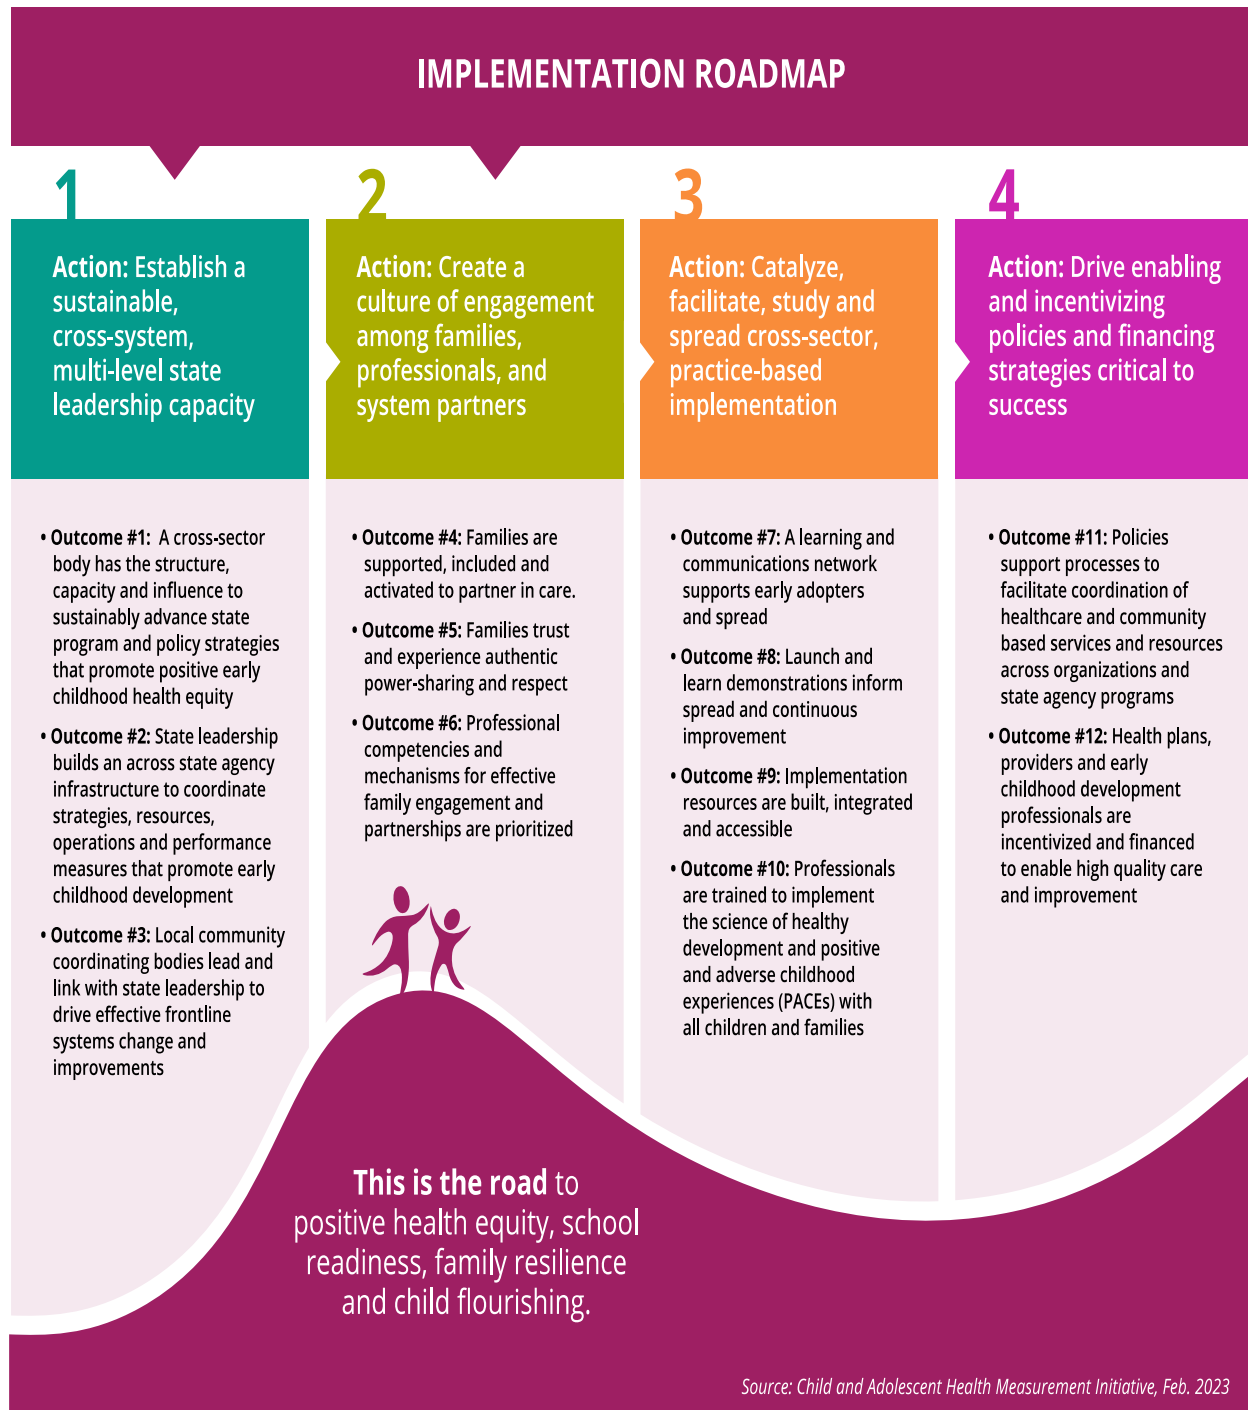 IMPLEMENTATION ROADMAP
1
Action: Establish a
sustainable,
cross-system,
multi-level state
leadership capacity
• Outcome #1: A cross-sector
body has the structure,
capacity and influence to
sustainably advance state
program and policy strategies
that promote positive early
childhood health equity
• Outcome #2: State leadership
builds an across state agency
infrastructure to coordinate
strategies, resources,
operations and performance
measures that promote early
childhood development
• Outcome #3: Local community
coordinating bodies lead and
link with state leadership to
drive effective frontline
systems change and
improvements
2
Action: Create a
culture of engagement
among families,
professionals, and
system partners
• Outcome #4: Families are
supported, included and
activated to partner in care.
• Outcome #5: Families trust
and experience authentic
power-sharing and respect
• Outcome #6: Professional
competencies and
mechanisms for effective
family engagement and
partnerships are prioritized
3
Action: Catalyze,
facilitate, study and
spread cross-sector,
practice-based
implementation
• Outcome #7: A learning and
communications network
supports early adopters
and spread
• Outcome #8: Launch and
learn demonstrations inform
spread and continuous
improvement
• Outcome #9: Implementation
resources are built, integrated
and accessible
• Outcome #10: Professionals
are trained to implement
the science of healthy
development and positive
and adverse childhood
experiences (PACEs) with
all children and families
4
Action: Drive enabling
and incentivizing
policies and financing
strategies critical to
success
• Outcome #11: Policies
support processes to
facilitate coordination of
healthcare and community
based services and resources
across organizations and
state agency programs
• Outcome #12: Health plans,
providers and early
childhood development
professionals are
incentivized and financed
to enable high quality care
and improvement
This is the road to
positive health equity, school
readiness, family resilience
and child flourishing.
Source: Child and Adolescent Health Measurement Initiative, Feb. 2023